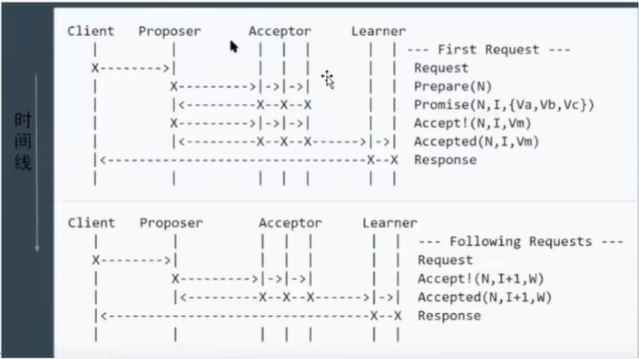 时间线
Client Proposer Acceptor Learner
| | | | | | | --- First Request ---
X-------->| | | | | | Request
| X--------->|->|->| | | Prepare(N)
| |<---------X--X--X | | Promise(N,I,{Va,Vb,Vc})
| X--------->|->|->| | | Accept!(N,I,Vm)
| |<---------X--X--X------>|->| Accepted(N,I,Vm)
|<---------------------------------X--X Response
| | | | | | |
Client Proposer Acceptor Learner
| | | | | | | --- Following Requests ---
X-------->| | | | | | Request
| X--------->|->|->| | | Accept!(N,I+1,W)
| |<---------X--X--X------>|->| Accepted(N,I+1,W)
|<---------------------------------X--X Response
| | | | | | |